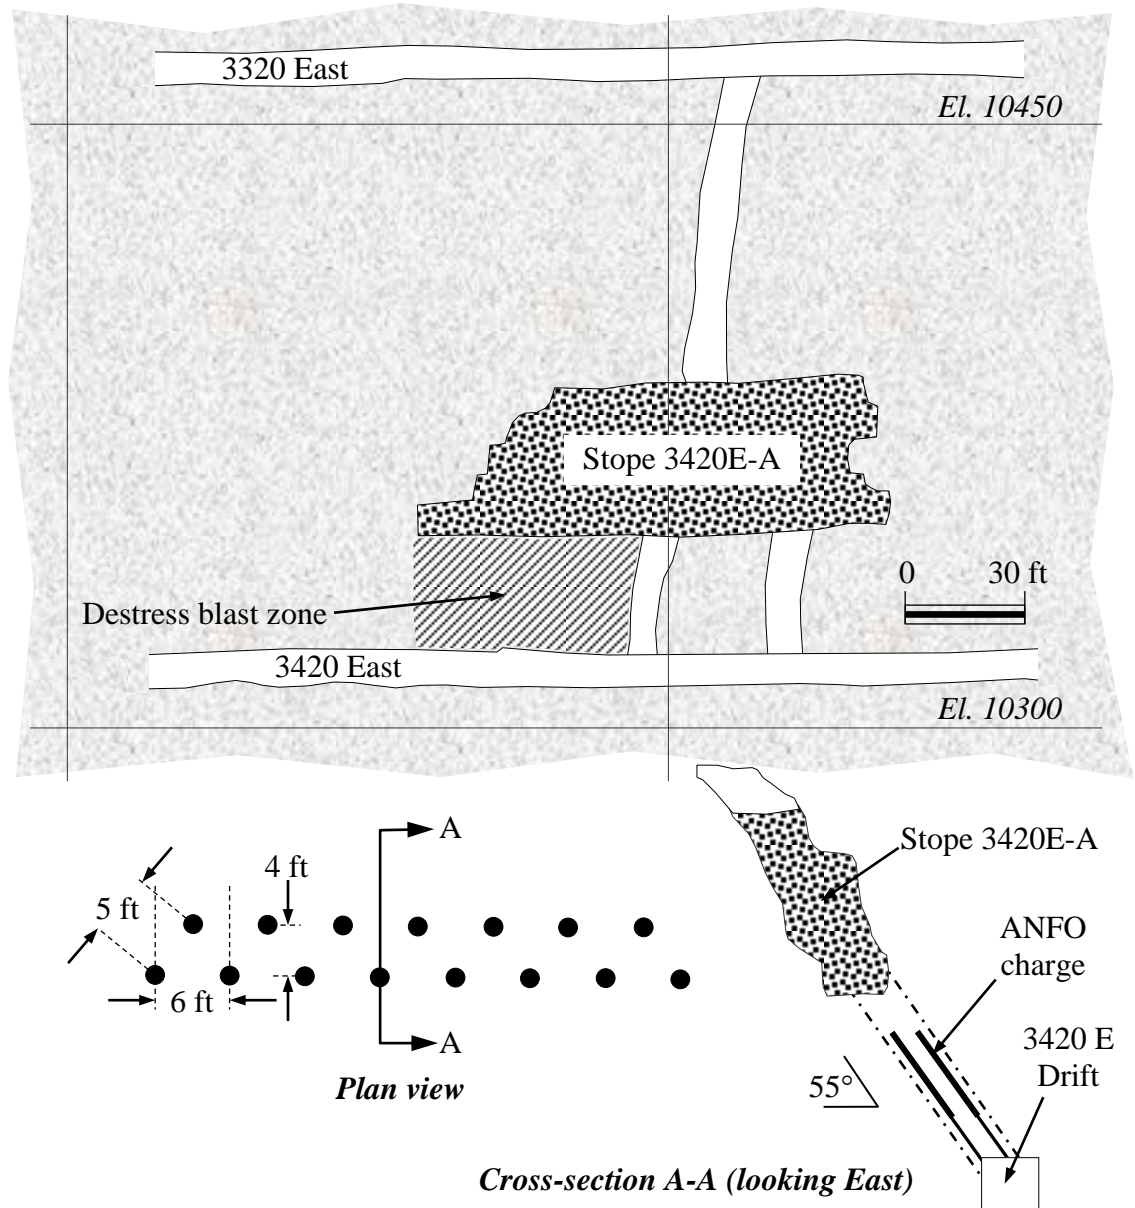 3320 East
El. 10450
Stope 3420E-A
0 30 ft
Destress blast zone
3420 East
El. 10300
A
4 ft
5 ft
6 ft
A
Plan view
Stope 3420E-A
ANFO
charge
3420 E
Drift
55°
Cross-section A-A (looking East)